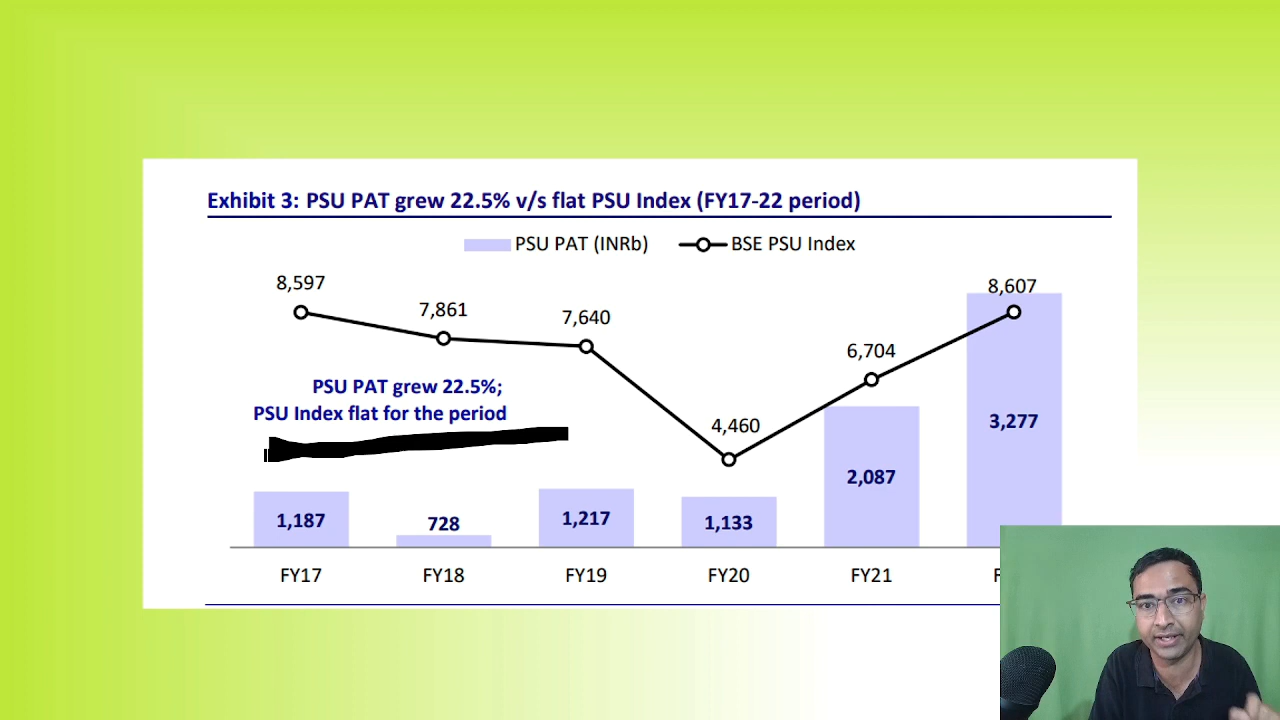 Exhibit 3: PSU PAT grew 22.5% v/s flat PSU Index (FY17-22 period)
PSU PAT (INRb) BSE PSU Index
8,597 7,861 7,640 4,460 6,704 8,607
PSU PAT grew 22.5%;
PSU Index flat for the period
1,187 728 1,217 1,133 2,087 3,277
FY17 FY18 FY19 FY20 FY21